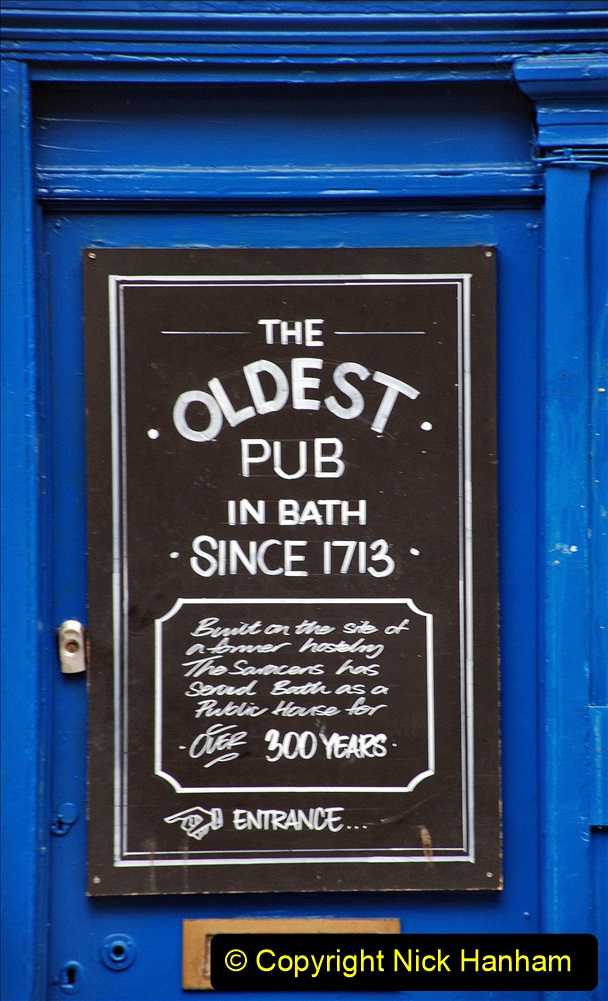 THE
OLDEST
PUB
IN BATH
· SINCE 1713 ·
Built on the site of
a former hostelry
The Saracens has
served Bath as a
Public House for
· OVER 300 YEARS ·
ENTRANCE...
© Copyright Nick Hanham